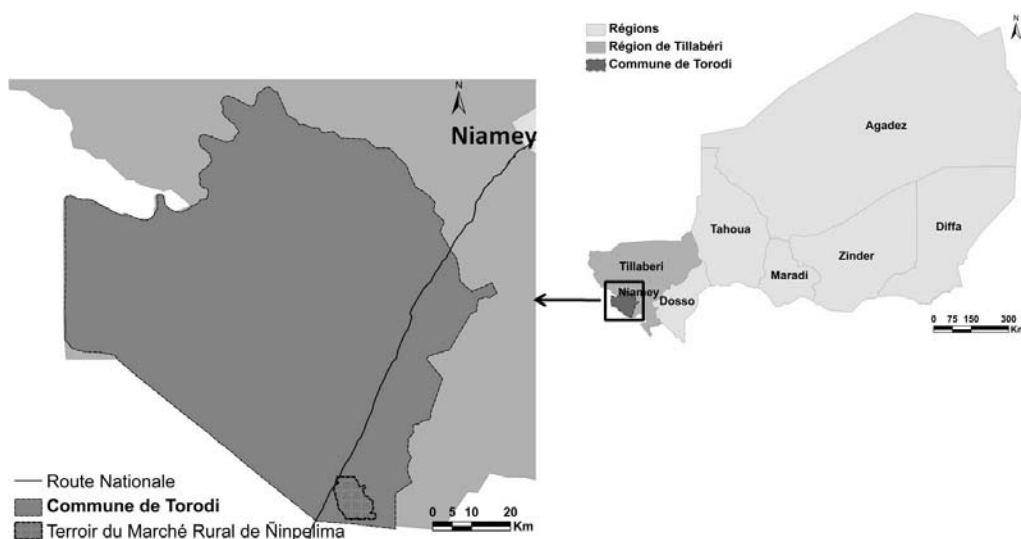 N
Niamey
Route Nationale
Commune de Torodi
Terroir du Marché Rural de Ñinpelima
0 5 10 20
Km
Régions
Région de Tillabéri
Commune de Torodi
N
Agadez
Tahoua
Diffa
Zinder
Maradi
Tillaberi
Niamey
Dosso
0 75 150 300
Km